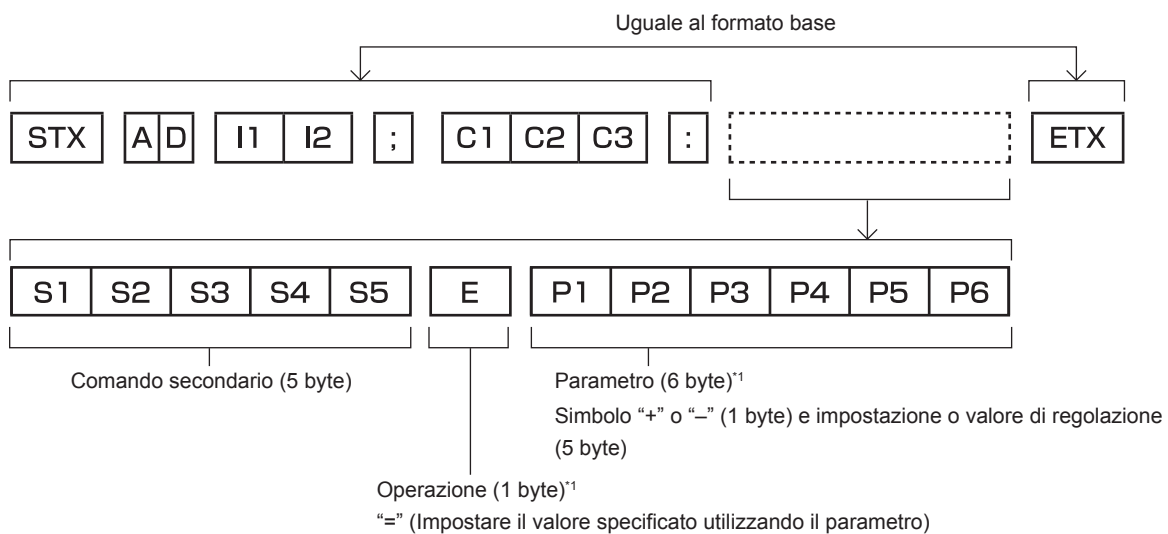 Uguale al formato base
STX A D I1 I2 ; C1 C2 C3 : ETX
S1 S2 S3 S4 S5 E P1 P2 P3 P4 P5 P6
Comando secondario (5 byte)
Parametro (6 byte)*1
Simbolo “+” o “–” (1 byte) e impostazione o valore di regolazione
(5 byte)
Operazione (1 byte)*1
“=” (Impostare il valore specificato utilizzando il parametro)